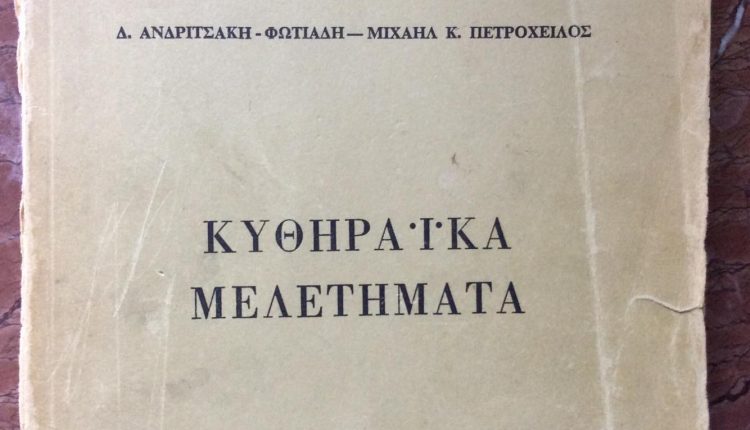 Δ. ΑΝΔΡΙΤΣΑΚΗ - ΦΩΤΙΑΔΗ — ΜΙΧΑΗΛ Κ. ΠΕΤΡΟΧΕΙΛΟΣ
ΚΥΘΗΡΑΪΚΑ
ΜΕΛΕΤΗΜΑΤΑ